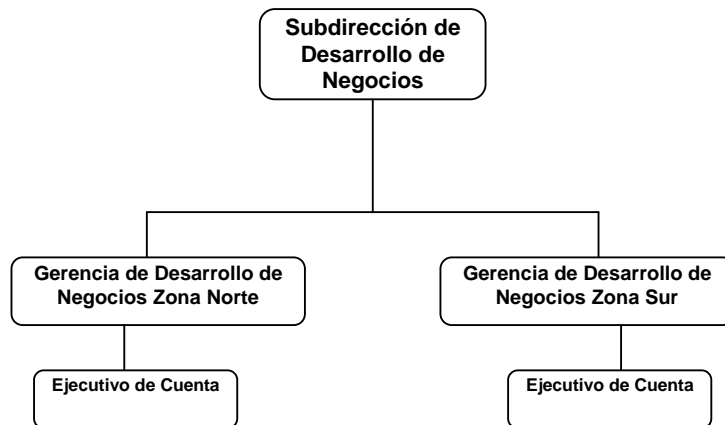 Subdirección de
Desarrollo de
Negocios
Gerencia de Desarrollo de
Negocios Zona Norte
Gerencia de Desarrollo de
Negocios Zona Sur
Ejecutivo de Cuenta
Ejecutivo de Cuenta